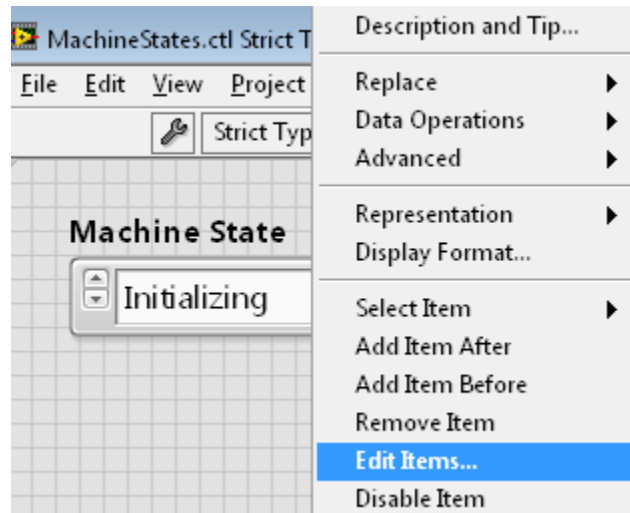 MachineStates.ctl Strict T
File Edit View Project
Strict Typ
Machine State
Initializing
Description and Tip...
Replace
Data Operations
Advanced
Representation
Display Format...
Select Item
Add Item After
Add Item Before
Remove Item
Edit Items...
Disable Item